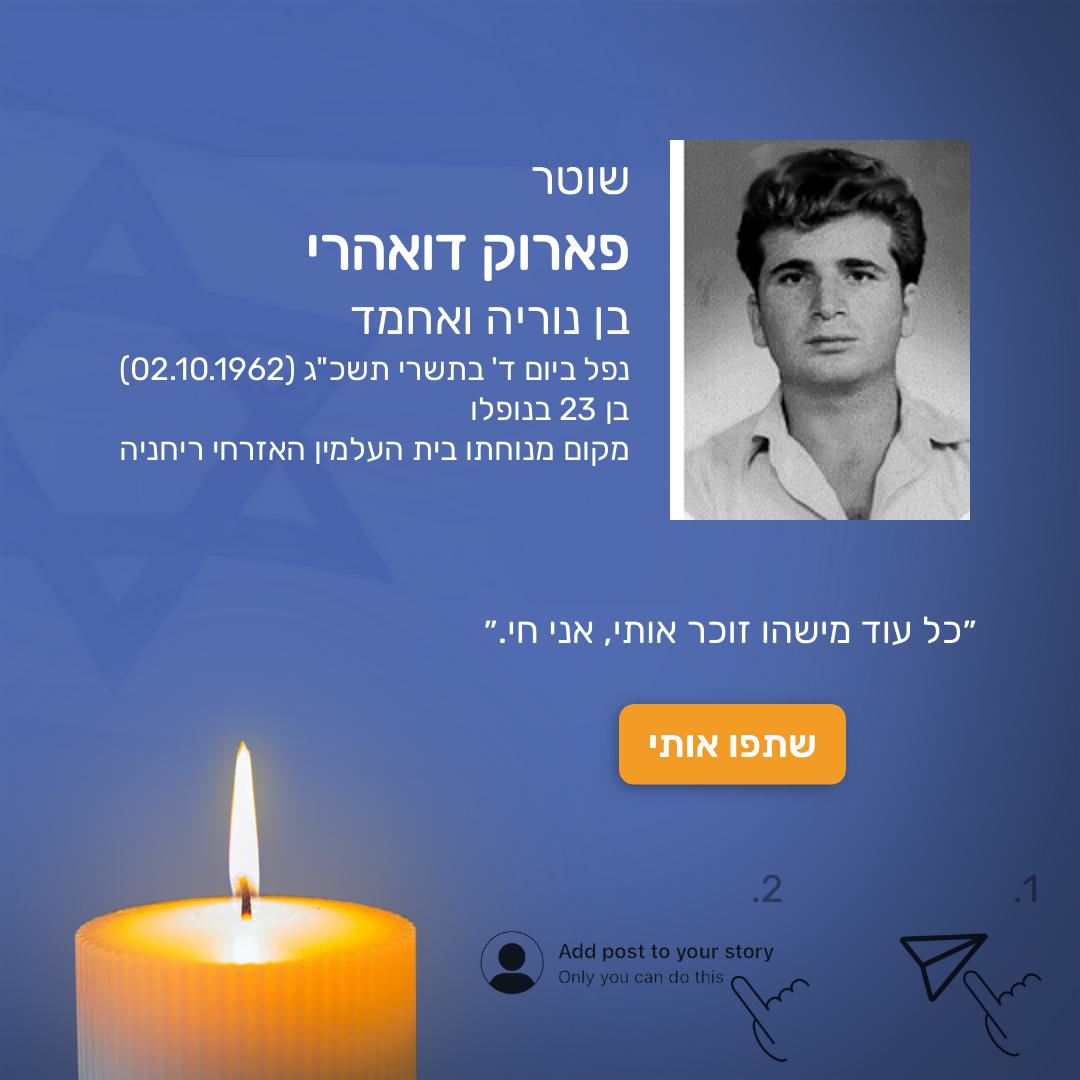 שוטר
פארוק דואהרי
בן נוריה ואחמד
נפל ביום ד' בתשרי תשכ"ג (02.10.1962)
בן 23 בנופלו
מקום מנוחתו בית העלמין האזרחי ריחניה
״כל עוד מישהו זוכר אותי, אני חי.״
שתפו אותי
1.
2.
Add post to your story
Only you can do this